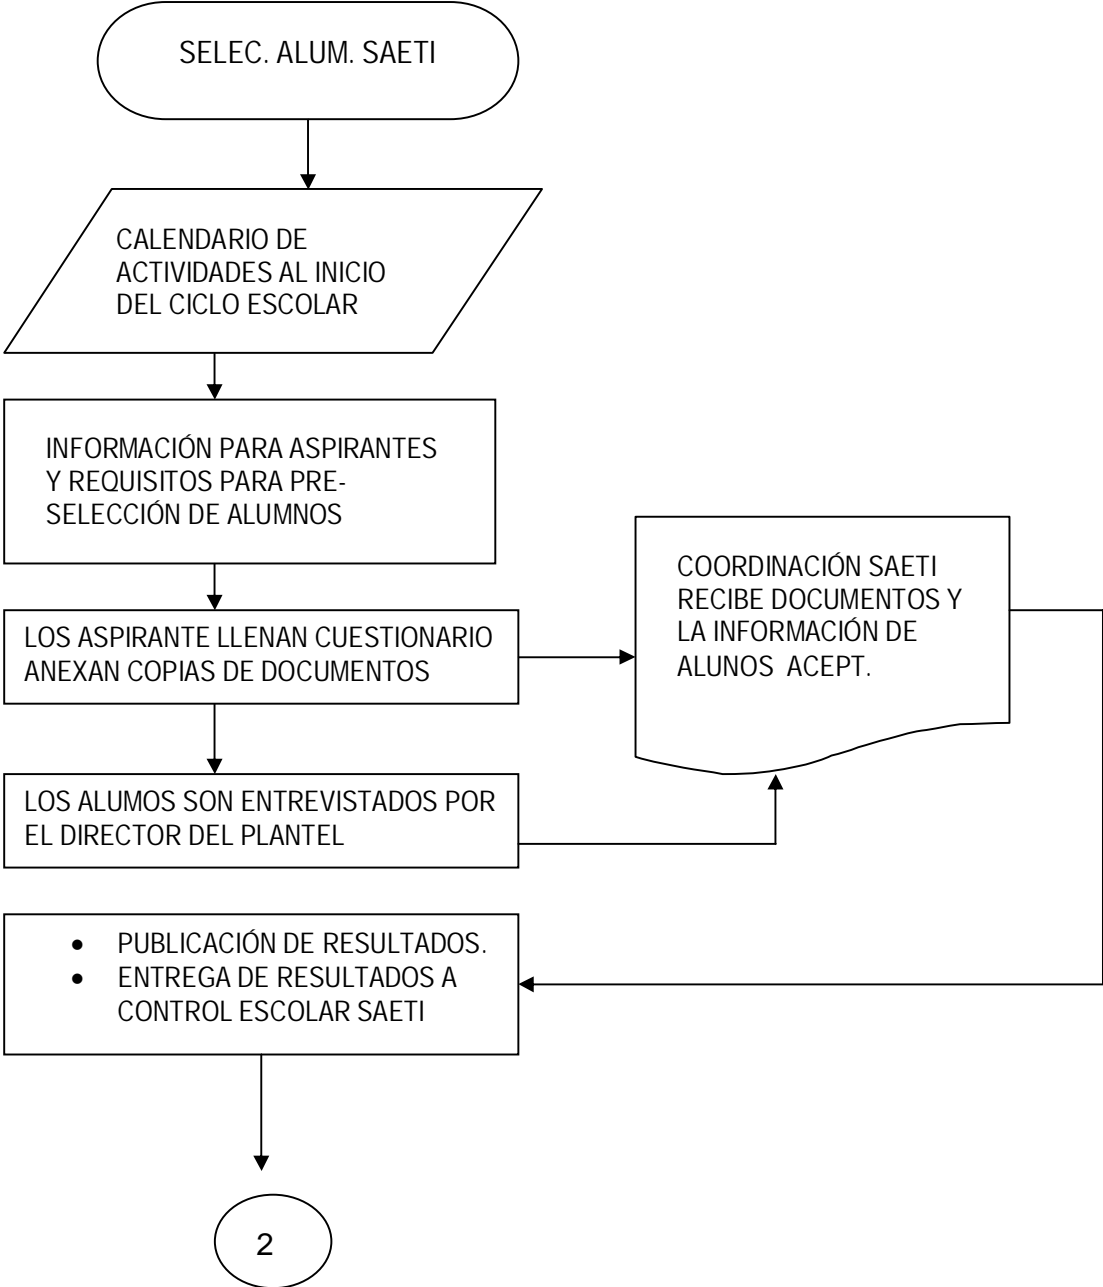 SELEC. ALUM. SAETI
CALENDARIO DE
ACTIVIDADES AL INICIO
DEL CICLO ESCOLAR
INFORMACIÓN PARA ASPIRANTES
Y REQUISITOS PARA PRE-
SELECCIÓN DE ALUMNOS
LOS ASPIRANTE LLENAN CUESTIONARIO
ANEXAN COPIAS DE DOCUMENTOS
COORDINACIÓN SAETI
RECIBE DOCUMENTOS Y
LA INFORMACIÓN DE
ALUNOS ACEPT.
LOS ALUMOS SON ENTREVISTADOS POR
EL DIRECTOR DEL PLANTEL
• PUBLICACIÓN DE RESULTADOS.
• ENTREGA DE RESULTADOS A
CONTROL ESCOLAR SAETI
2